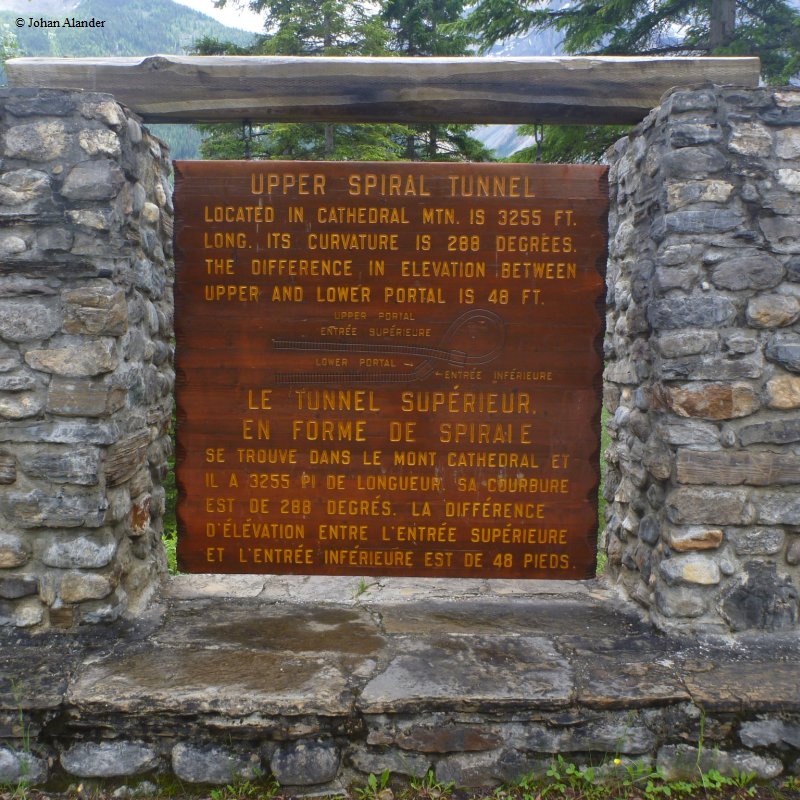 © Johan Alander
UPPER SPIRAL TUNNEL
LOCATED IN CATHEDRAL MTN. IS 3255 FT.
LONG. ITS CURVATURE IS 288 DEGREES.
THE DIFFERENCE IN ELEVATION BETWEEN
UPPER AND LOWER PORTAL IS 48 FT.
UPPER PORTAL
ENTRÉE SUPÉRIEURE
LOWER PORTAL →
←ENTRÉE INFÉRIEURE
LE TUNNEL SUPÉRIEUR,
EN FORME DE SPIRALE
SE TROUVE DANS LE MONT CATHEDRAL ET
IL A 3255 PI DE LONGUEUR. SA COURBURE
EST DE 288 DEGRÉS. LA DIFFÉRENCE
D'ÉLÉVATION ENTRE L'ENTRÉE SUPÉRIEURE
ET L'ENTRÉE INFÉRIEURE EST DE 48 PIEDS.